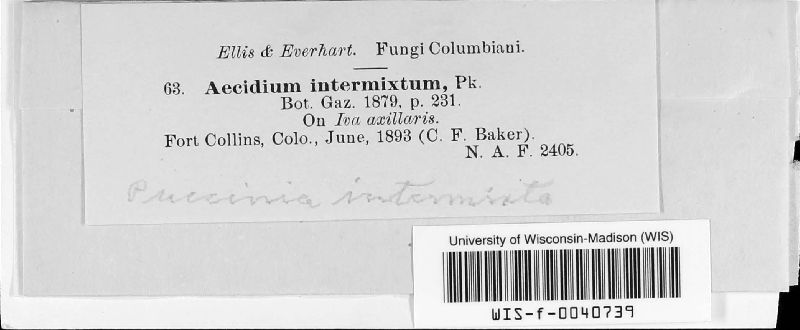 Ellis & Everhart. Fungi Columbiani.
63. Aecidium intermixtum, Pk.
Bot. Gaz. 1879, p. 231.
On Iva axillaris.
Fort Collins, Colo., June, 1893 (C. F. Baker).
N. A. F. 2405.
Puccinia intermixta
University of Wisconsin-Madison (WIS)
WIS-f-0040739